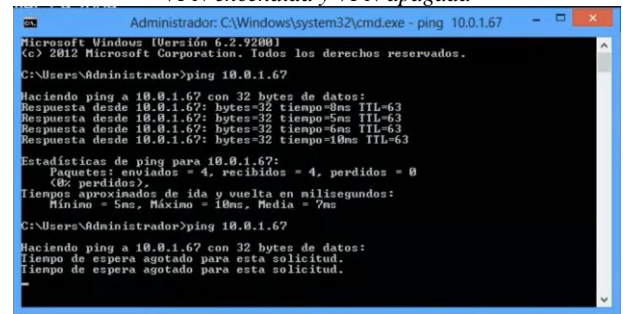 VPN encendida y VPN apagada
Administrador: C:\Windows\system32\cmd.exe - ping 10.0.1.67
Microsoft Windows [Versión 6.2.9200]
(c) 2012 Microsoft Corporation. Todos los derechos reservados.
C:\Users\Administrador>ping 10.0.1.67
Haciendo ping a 10.0.1.67 con 32 bytes de datos:
Respuesta desde 10.0.1.67: bytes=32 tiempo=8ms TTL=63
Respuesta desde 10.0.1.67: bytes=32 tiempo=5ms TTL=63
Respuesta desde 10.0.1.67: bytes=32 tiempo=6ms TTL=63
Respuesta desde 10.0.1.67: bytes=32 tiempo=10ms TTL=63
Estadísticas de ping para 10.0.1.67:
Paquetes: enviados = 4, recibidos = 4, perdidos = 0
(0% perdidos),
Tiempos aproximados de ida y vuelta en milisegundos:
Mínimo = 5ms, Máximo = 10ms, Media = 7ms
C:\Users\Administrador>ping 10.0.1.67
Haciendo ping a 10.0.1.67 con 32 bytes de datos:
Tiempo de espera agotado para esta solicitud.
Tiempo de espera agotado para esta solicitud.